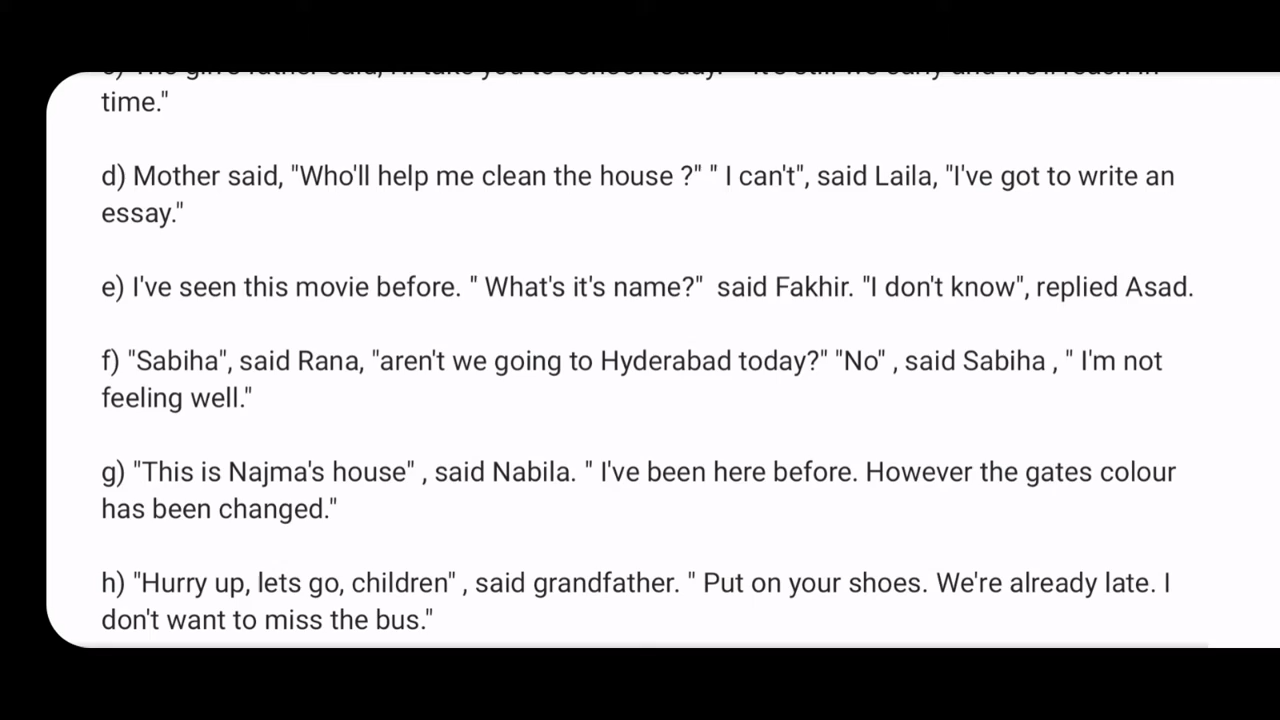 time."
d) Mother said, "Who'll help me clean the house ?" " I can't", said Laila, "I've got to write an
essay."
e) I've seen this movie before. " What's it's name?"  said Fakhir. "I don't know", replied Asad.
f) "Sabiha", said Rana, "aren't we going to Hyderabad today?" "No" , said Sabiha , " I'm not
feeling well."
g) "This is Najma's house" , said Nabila. " I've been here before. However the gates colour
has been changed."
h) "Hurry up, lets go, children" , said grandfather. " Put on your shoes. We're already late. I
don't want to miss the bus."